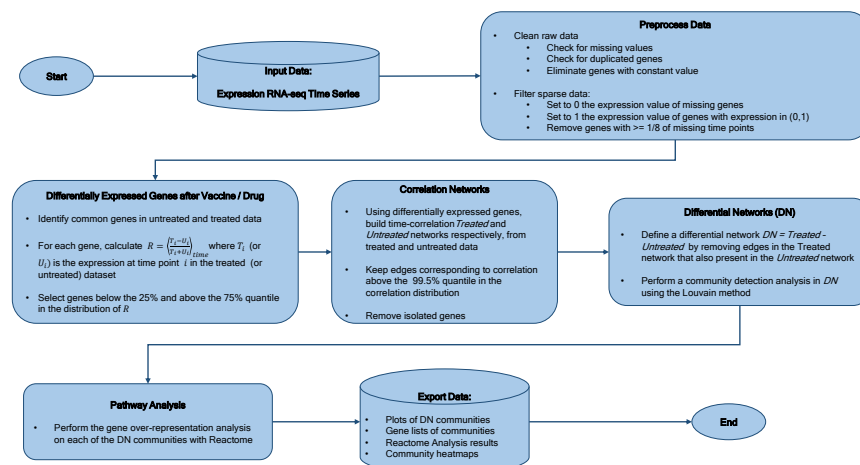 Start
Input Data:
Expression RNA-seq Time Series
Preprocess Data
• Clean raw data
• Check for missing values
• Check for duplicated genes
• Eliminate genes with constant value
• Filter sparse data:
• Set to 0 the expression value of missing genes
• Set to 1 the expression value of genes with expression in (0,1)
• Remove genes with >= 1/8 of missing time points
Differentially Expressed Genes after Vaccine / Drug
• Identify common genes in untreated and treated data
• For each gene, calculate R = ⟨(T_i−U_i)/(T_i+U_i)⟩_time where T_i (or
U_i) is the expression at time point i in the treated (or
untreated) dataset
• Select genes below the 25% and above the 75% quantile
in the distribution of R
Correlation Networks
• Using differentially expressed genes,
build time-correlation Treated and
Untreated networks respectively, from
treated and untreated data
• Keep edges corresponding to correlation
above the 99.5% quantile in the
correlation distribution
• Remove isolated genes
Differential Networks (DN)
• Define a differential network DN = Treated -
Untreated by removing edges in the Treated
network that also present in the Untreated network
• Perform a community detection analysis in DN
using the Louvain method
Pathway Analysis
• Perform the gene over-representation analysis
on each of the DN communities with Reactome
Export Data:
• Plots of DN communities
• Gene lists of communities
• Reactome Analysis results
• Community heatmaps
End